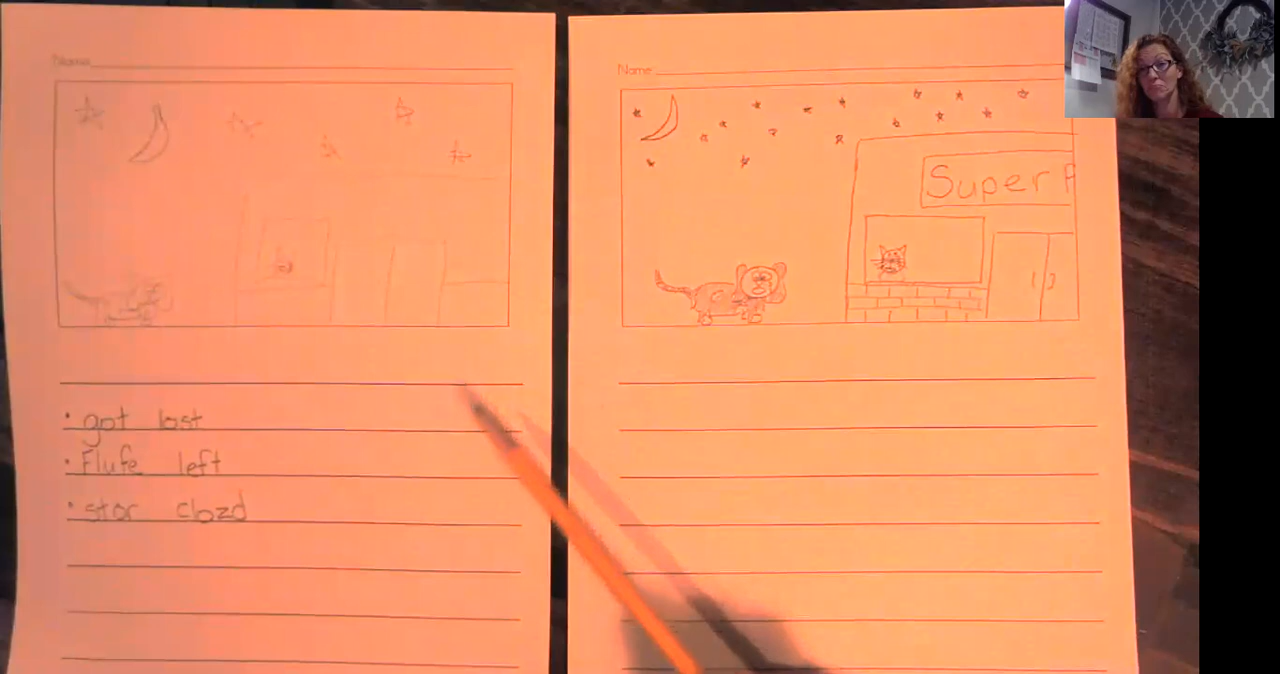 Name
Name
Super P
• got lost
• Flufe left
• stor clozd